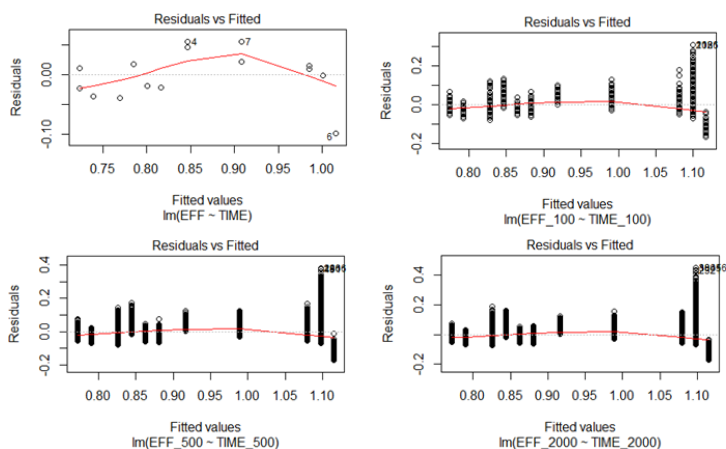 Residuals vs Fitted
Residuals
0.00
-0.10
4
7
6
0.75 0.80 0.85 0.90 0.95 1.00
Fitted values
lm(EFF ~ TIME)
Residuals vs Fitted
Residuals
0.2
0.0
-0.2
0.80 0.85 0.90 0.95 1.00 1.05 1.10
Fitted values
lm(EFF_100 ~ TIME_100)
Residuals vs Fitted
Residuals
0.4
0.2
0.0
-0.2
0.80 0.85 0.90 0.95 1.00 1.05 1.10
Fitted values
lm(EFF_500 ~ TIME_500)
Residuals vs Fitted
Residuals
0.4
0.2
-0.2
0.80 0.85 0.90 0.95 1.00 1.05 1.10
Fitted values
lm(EFF_2000 ~ TIME_2000)